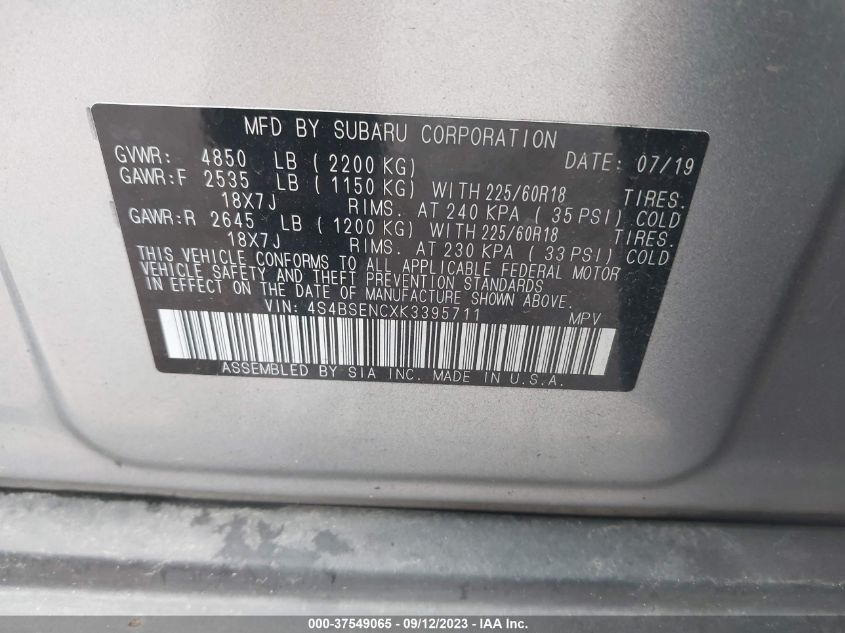 MFD BY SUBARU CORPORATION
GVWR: 4850 LB ( 2200 KG) DATE: 07/19
GAWR:F 2535 LB ( 1150 KG) WITH 225/60R18 TIRES.
18X7J RIMS. AT 240 KPA ( 35 PSI) COLD
GAWR:R 2645 LB ( 1200 KG) WITH 225/60R18 TIRES.
18X7J RIMS. AT 230 KPA ( 33 PSI) COLD
THIS VEHICLE CONFORMS TO ALL APPLICABLE FEDERAL MOTOR
VEHICLE SAFETY AND THEFT PREVENTION STANDARDS
IN EFFECT ON THE DATE OF MANUFACTURE SHOWN ABOVE.
VIN: 4S4BSENCXK3395711 MPV
ASSEMBLED BY SIA INC. MADE IN U.S.A.
000-37549065 - 09/12/2023 - IAA Inc.